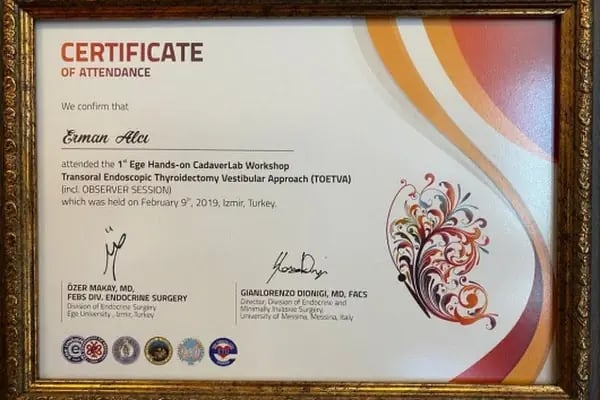 CERTIFICATE
OF ATTENDANCE
We confirm that
Erman Alcı
attended the 1st Ege Hands-on CadaverLab Workshop
Transoral Endoscopic Thyroidectomy Vestibular Approach (TOETVA)
(incl. OBSERVER SESSION)
which was held on February 9th, 2019, Izmir, Turkey.
ÖZER MAKAY, MD,
FEBS DIV. ENDOCRINE SURGERY
Division of Endocrine Surgery
Ege University, Izmir, Turkey
GIANLORENZO DIONIGI, MD, FACS
Director, Division of Endocrine and
Minimally Invasive Surgery,
University of Messina, Messina, Italy